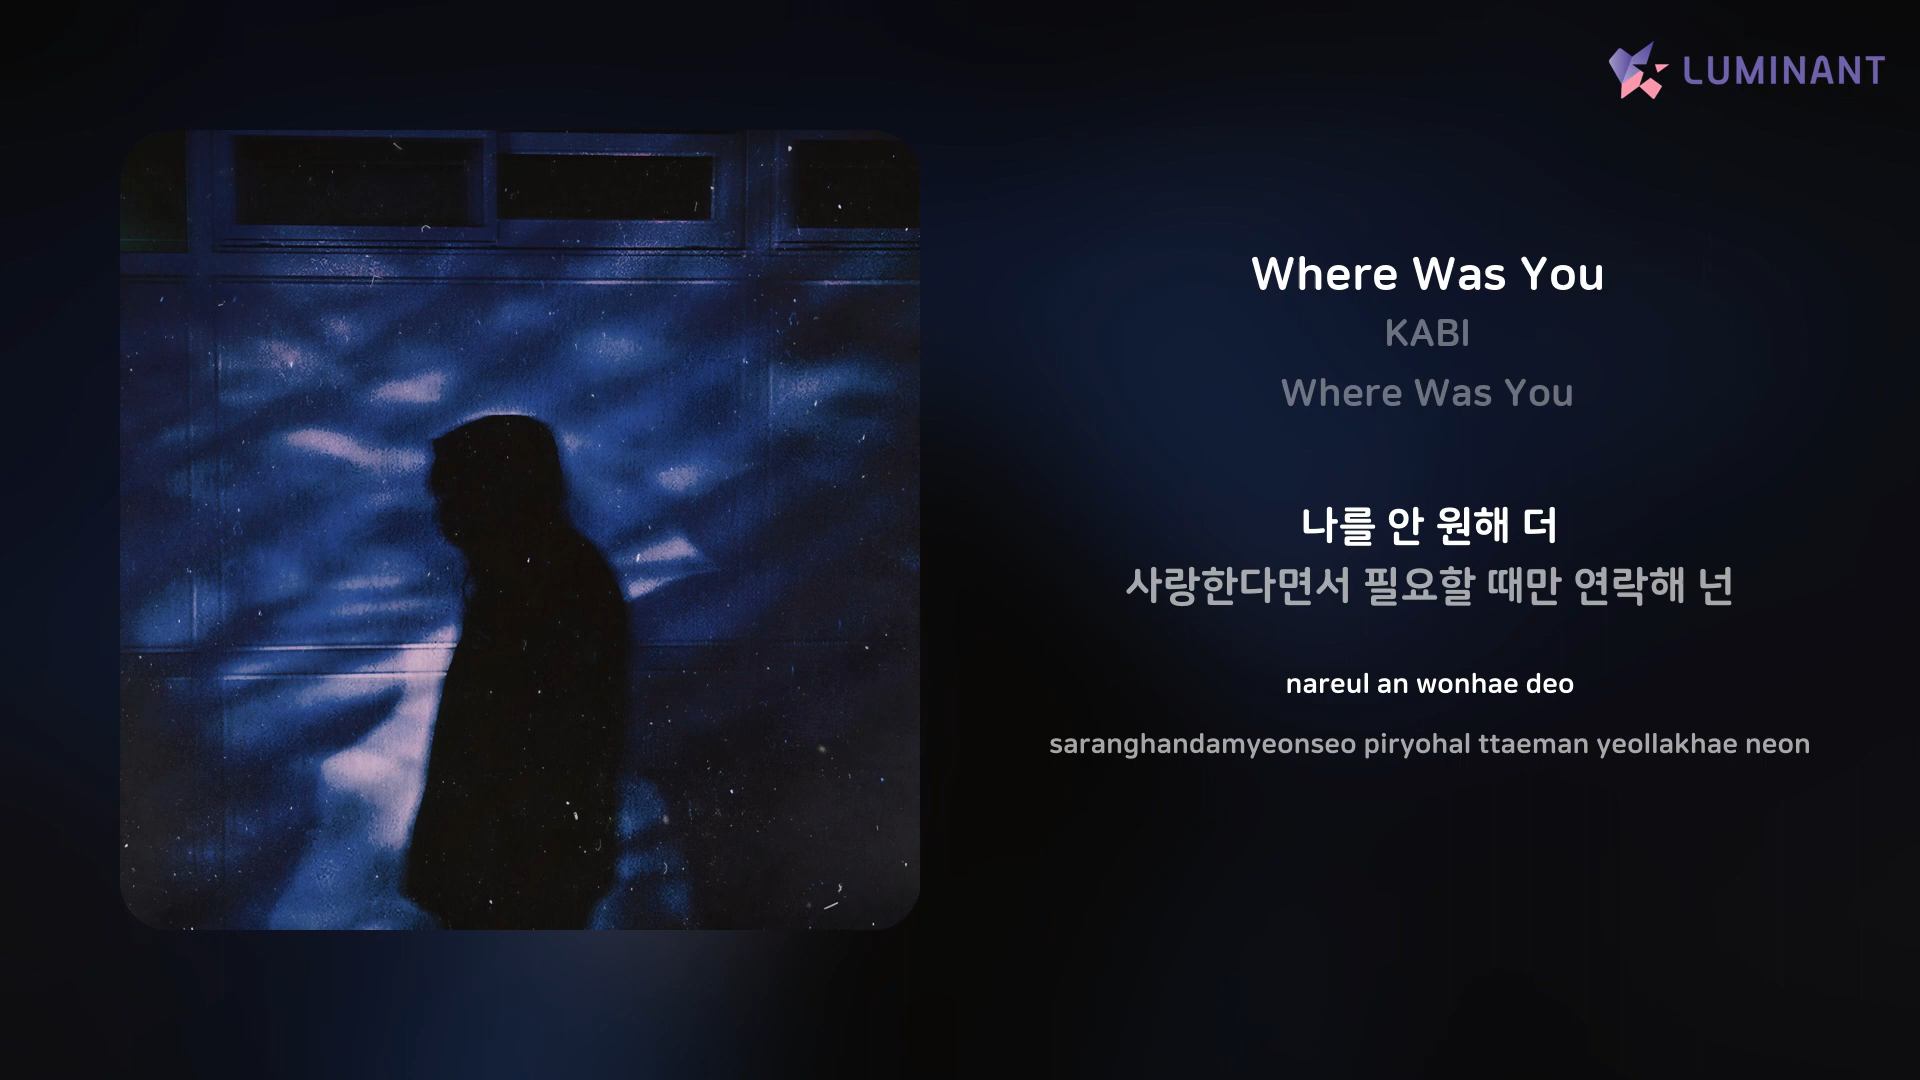 LUMINANT
Where Was You
KABI
Where Was You
나를 안 원해 더
사랑한다면서 필요할 때만 연락해 넌
nareul an wonhae deo
saranghandamyeonseo piryohal ttaeman yeollakhae neon